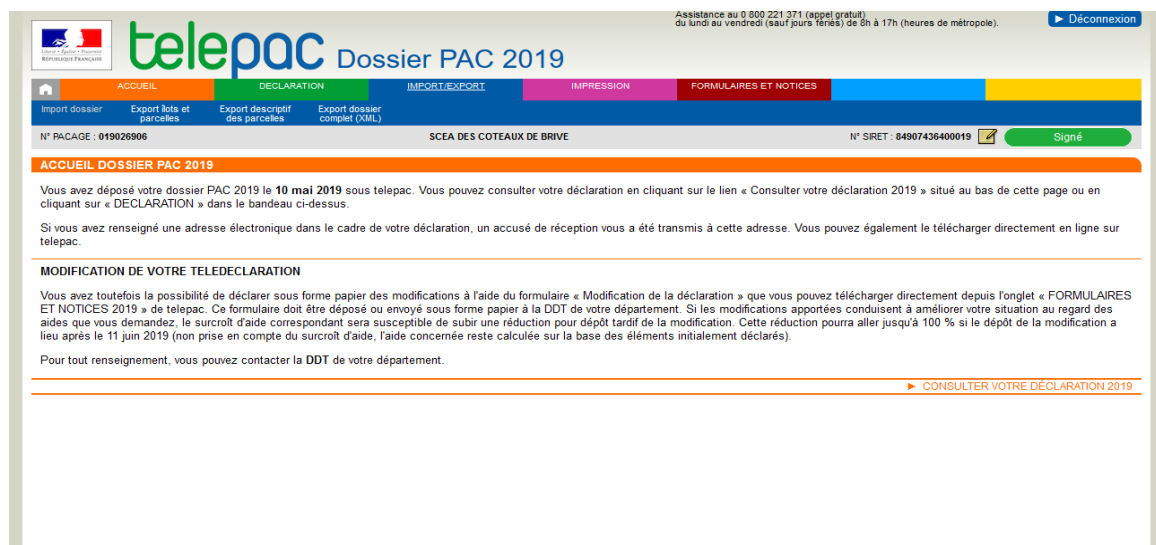 Assistance au 0 800 221 371 (appel gratuit)
du lundi au vendredi (sauf jours fériés) de 8h à 17h (heures de métropole).
► Déconnexion
Liberté • Égalité • Fraternité
RÉPUBLIQUE FRANÇAISE
telepac Dossier PAC 2019
ACCUEIL DECLARATION IMPORT/EXPORT IMPRESSION FORMULAIRES ET NOTICES
Import dossier Export îlots et parcelles Export descriptif des parcelles Export dossier complet (XML)
N° PACAGE : 019026906 SCEA DES COTEAUX DE BRIVE N° SIRET : 84907436400019 Signé
ACCUEIL DOSSIER PAC 2019
Vous avez déposé votre dossier PAC 2019 le 10 mai 2019 sous telepac. Vous pouvez consulter votre déclaration en cliquant sur le lien « Consulter votre déclaration 2019 » situé au bas de cette page ou en
cliquant sur « DECLARATION » dans le bandeau ci-dessus.
Si vous avez renseigné une adresse électronique dans le cadre de votre déclaration, un accusé de réception vous a été transmis à cette adresse. Vous pouvez également le télécharger directement en ligne sur
telepac.
MODIFICATION DE VOTRE TELEDECLARATION
Vous avez toutefois la possibilité de déclarer sous forme papier des modifications à l'aide du formulaire « Modification de la déclaration » que vous pouvez télécharger directement depuis l'onglet « FORMULAIRES
ET NOTICES 2019 » de telepac. Ce formulaire doit être déposé ou envoyé sous forme papier à la DDT de votre département. Si les modifications apportées conduisent à améliorer votre situation au regard des
aides que vous demandez, le surcroît d'aide correspondant sera susceptible de subir une réduction pour dépôt tardif de la modification. Cette réduction pourra aller jusqu'à 100 % si le dépôt de la modification a
lieu après le 11 juin 2019 (non prise en compte du surcroît d'aide, l'aide concernée reste calculée sur la base des éléments initialement déclarés).
Pour tout renseignement, vous pouvez contacter la DDT de votre département.
► CONSULTER VOTRE DÉCLARATION 2019